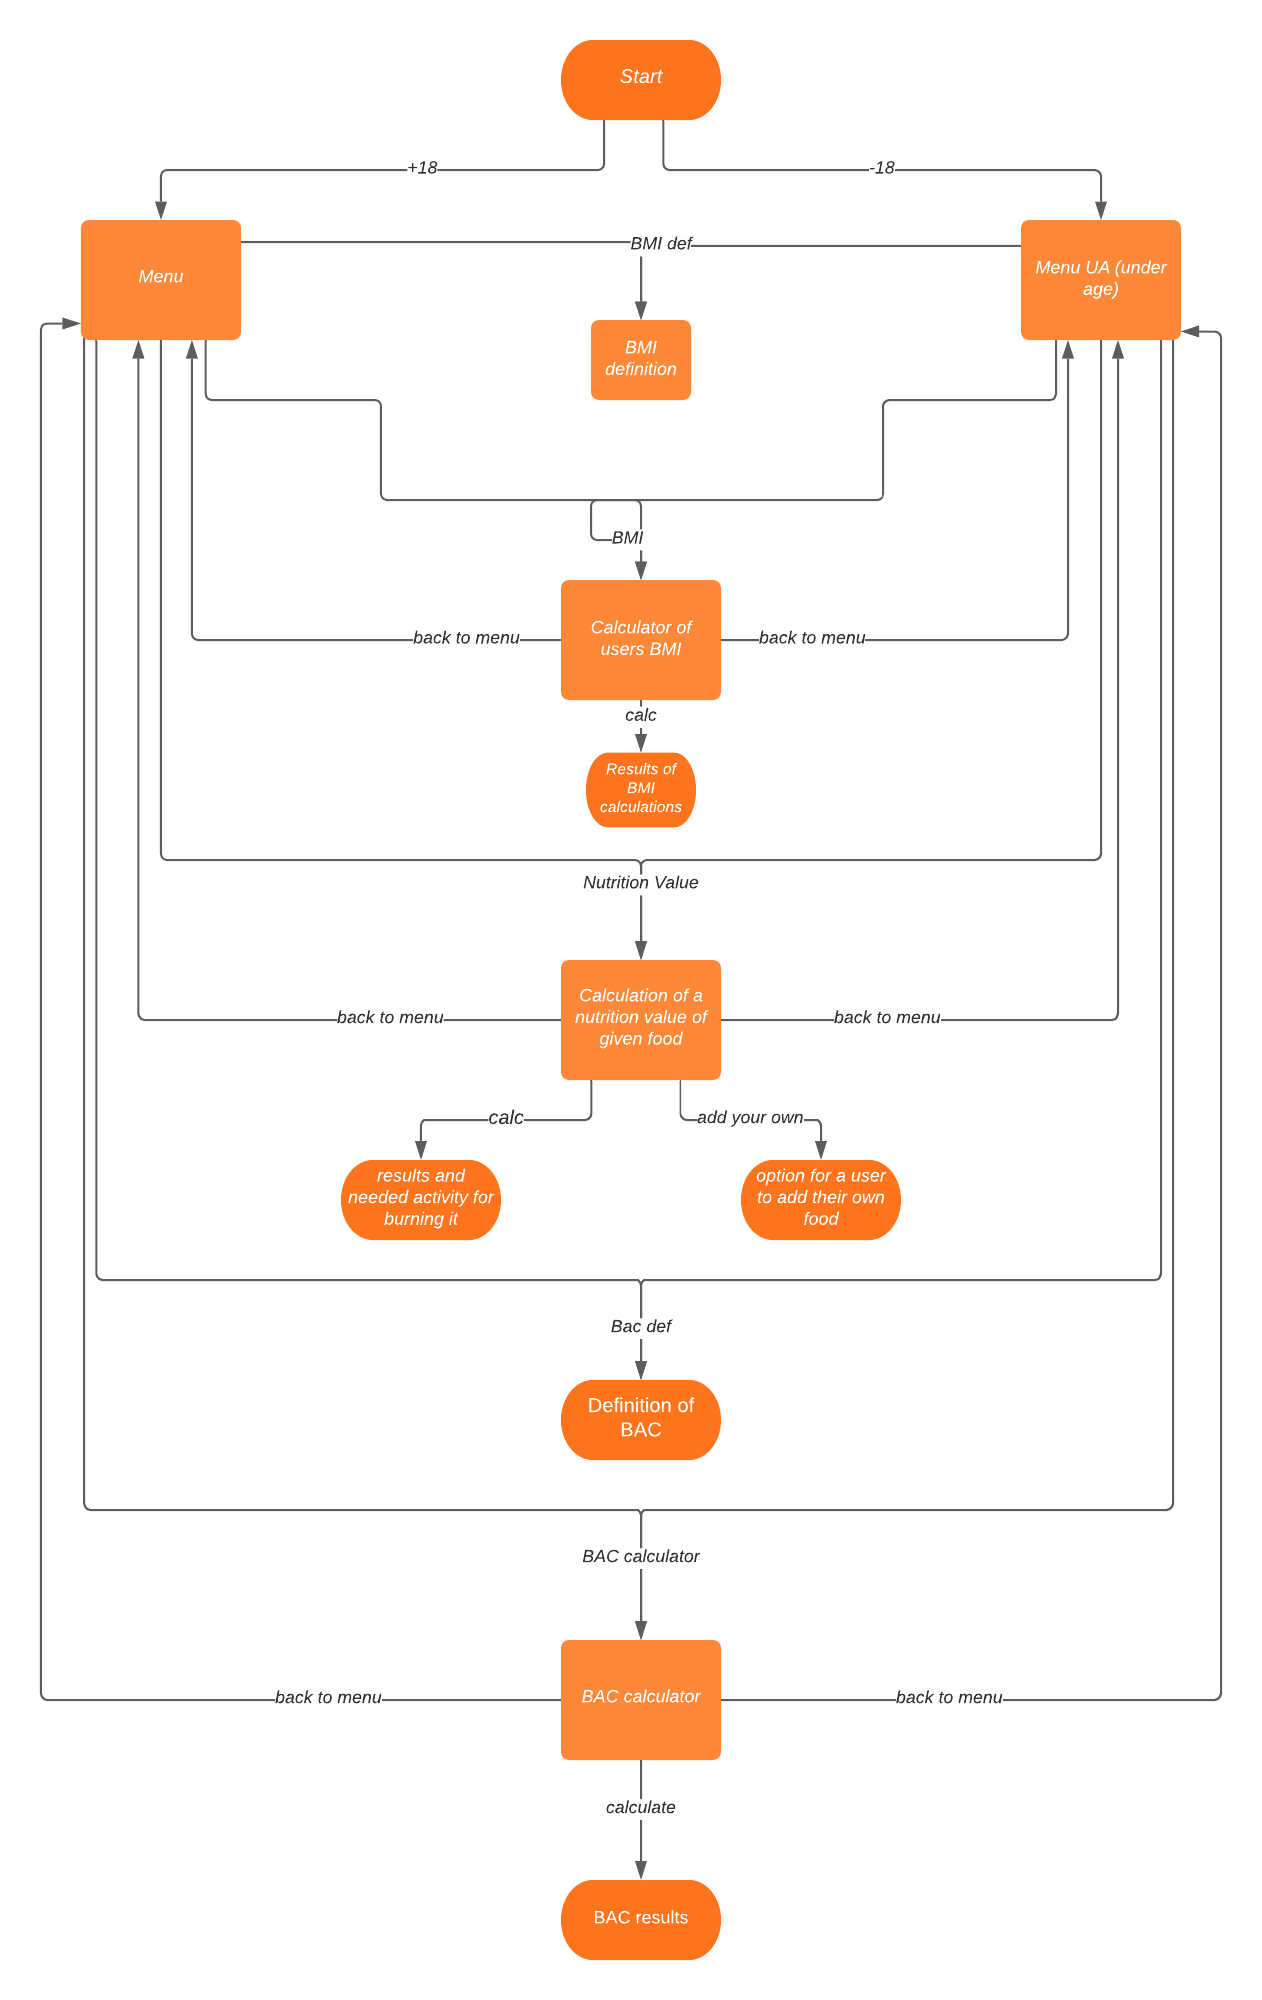 Start
+18
-18
Menu
BMI def
Menu UA (under
age)
BMI
definition
BMI
Calculator of
users BMI
back to menu
back to menu
calc
Results of
BMI
calculations
Nutrition Value
Calculation of a
nutrition value of
given food
back to menu
back to menu
calc
add your own
results and
needed activity for
burning it
option for a user
to add their own
food
Bac def
Definition of
BAC
BAC calculator
BAC calculator
back to menu
back to menu
calculate
BAC results